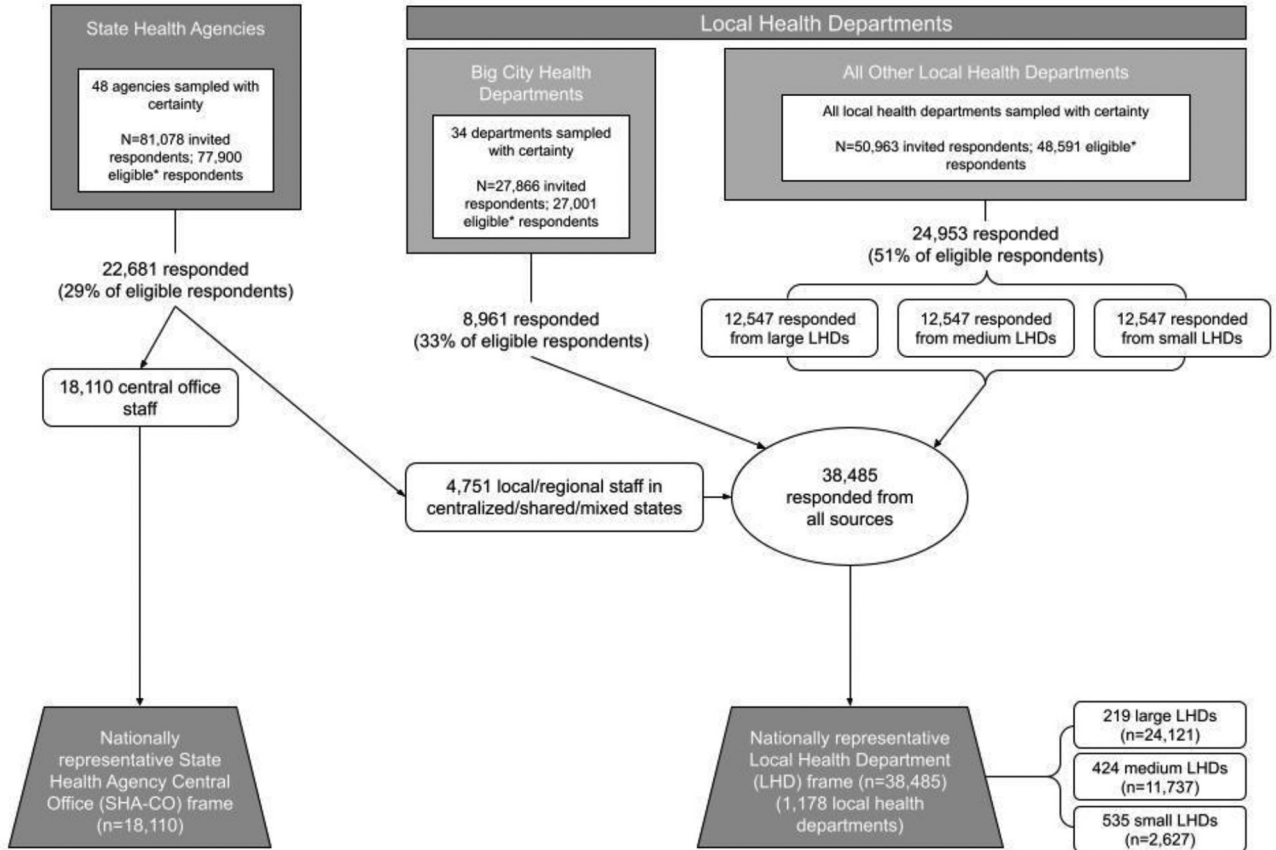 State Health Agencies
48 agencies sampled with
certainty
N=81,078 invited
respondents; 77,900
eligible* respondents
22,681 responded
(29% of eligible respondents)
18,110 central office
staff
Local Health Departments
Big City Health
Departments
34 departments sampled
with certainty
N=27,866 invited
respondents; 27,001
eligible* respondents
8,961 responded
(33% of eligible respondents)
All Other Local Health Departments
All local health departments sampled with certainty
N=50,963 invited respondents; 48,591 eligible*
respondents
24,953 responded
(51% of eligible respondents)
12,547 responded
from large LHDs
12,547 responded
from medium LHDs
12,547 responded
from small LHDs
4,751 local/regional staff in
centralized/shared/mixed states
38,485
responded from
all sources
Nationally
representative State
Health Agency Central
Office (SHA-CO) frame
(n=18,110)
Nationally representative
Local Health Department
(LHD) frame (n=38,485)
(1,178 local health
departments)
219 large LHDs
(n=24,121)
424 medium LHDs
(n=11,737)
535 small LHDs
(n=2,627)